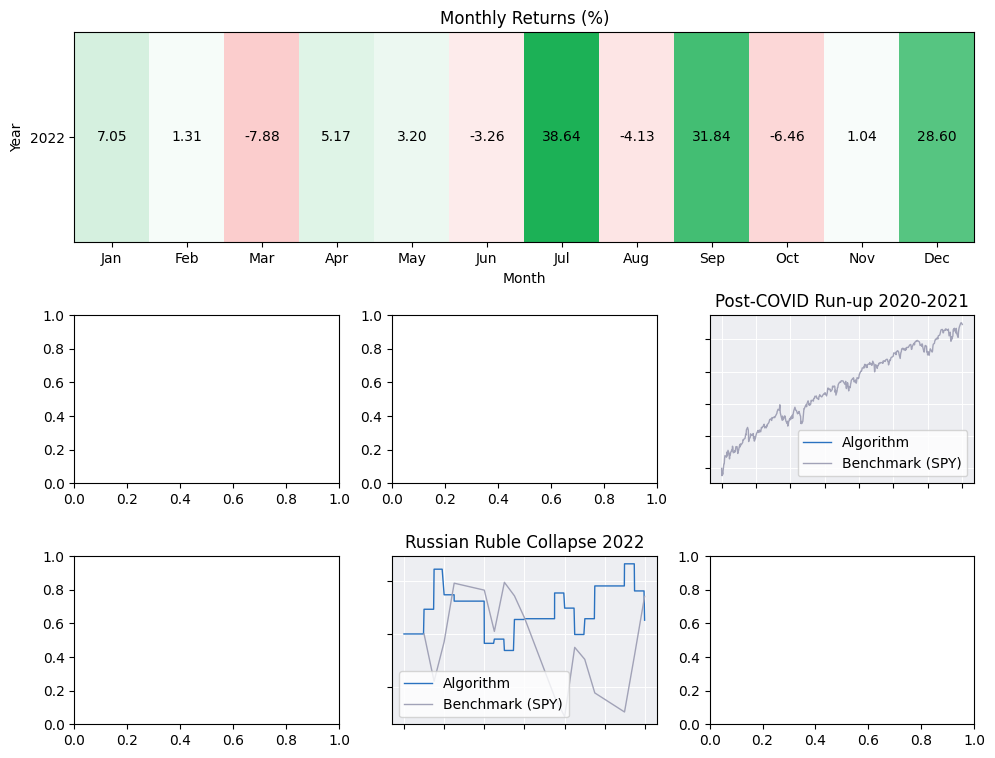 Monthly Returns (%)
Year
2022
7.05 1.31 -7.88 5.17 3.20 -3.26 38.64 -4.13 31.84 -6.46 1.04 28.60
Jan Feb Mar Apr May Jun Jul Aug Sep Oct Nov Dec
Month
1.0
0.8
0.6
0.4
0.2
0.0
0.0 0.2 0.4 0.6 0.8 1.0
1.0
0.8
0.6
0.4
0.2
0.0
0.0 0.2 0.4 0.6 0.8 1.0
Post-COVID Run-up 2020-2021
Algorithm
Benchmark (SPY)
1.0
0.8
0.6
0.4
0.2
0.0
0.0 0.2 0.4 0.6 0.8 1.0
Russian Ruble Collapse 2022
Algorithm
Benchmark (SPY)
1.0
0.8
0.6
0.4
0.2
0.0
0.0 0.2 0.4 0.6 0.8 1.0